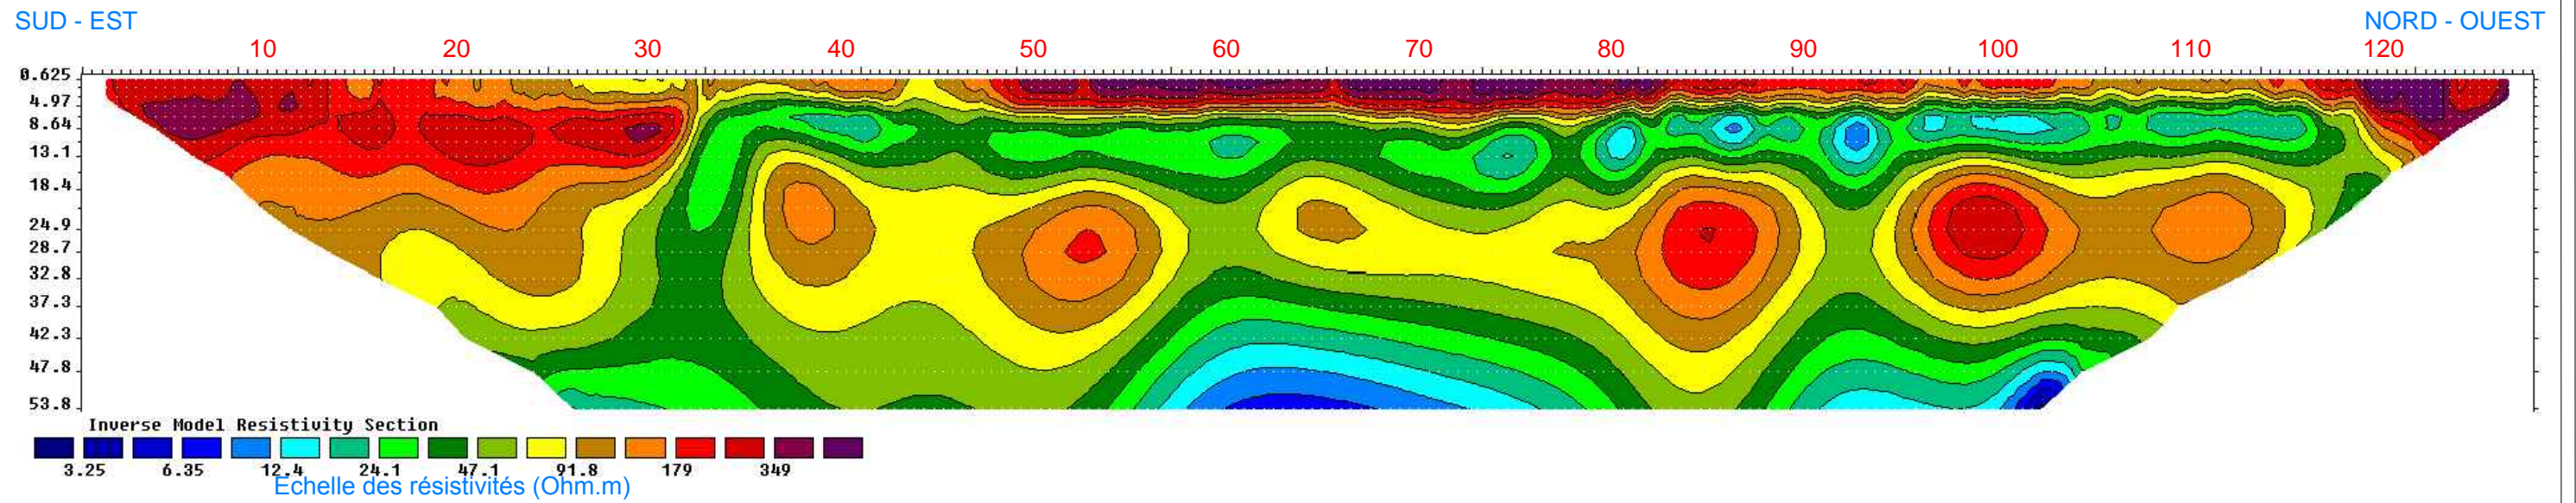 SUD - EST
NORD - OUEST
10 20 30 40 50 60 70 80 90 100 110 120
0.625
4.97
8.64
13.1
18.4
24.9
28.7
32.8
37.3
42.3
47.8
53.8
Inverse Model Resistivity Section
3.25 6.35 12.4 24.1 47.1 91.8 179 349
Echelle des résistivités (Ohm.m)